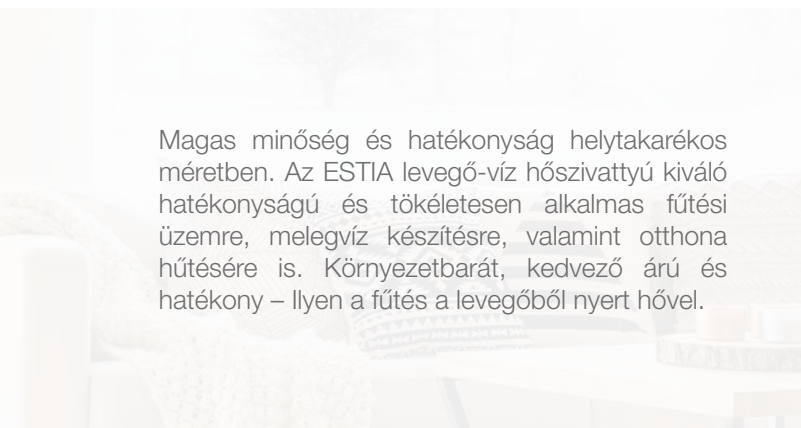 Magas minőség és hatékonyság helytakarékos
méretben. Az ESTIA levegő-víz hőszivattyú kiváló
hatékonyságú és tökéletesen alkalmas fűtési
üzemre, melegvíz készítésre, valamint otthona
hűtésére is. Környezetbarát, kedvező árú és
hatékony – Ilyen a fűtés a levegőből nyert hővel.